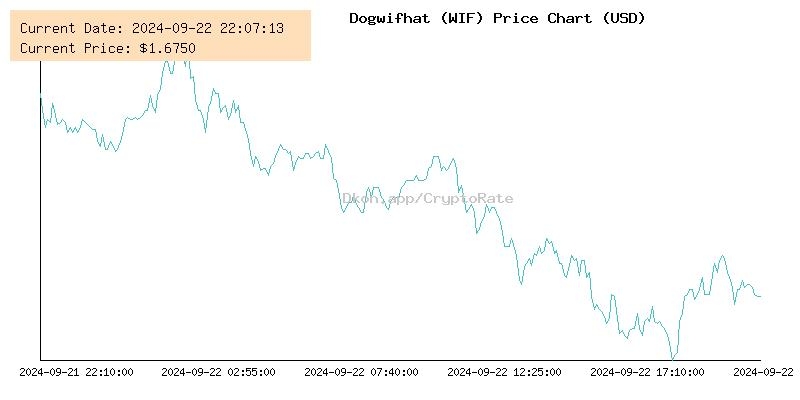 Dogwifhat (WIF) Price Chart (USD)
Current Date: 2024-09-22 22:07:13
Current Price: $1.6750
Dkoh.app/CryptoRate
2024-09-21 22:10:00 2024-09-22 02:55:00 2024-09-22 07:40:00 2024-09-22 12:25:00 2024-09-22 17:10:00 2024-09-22